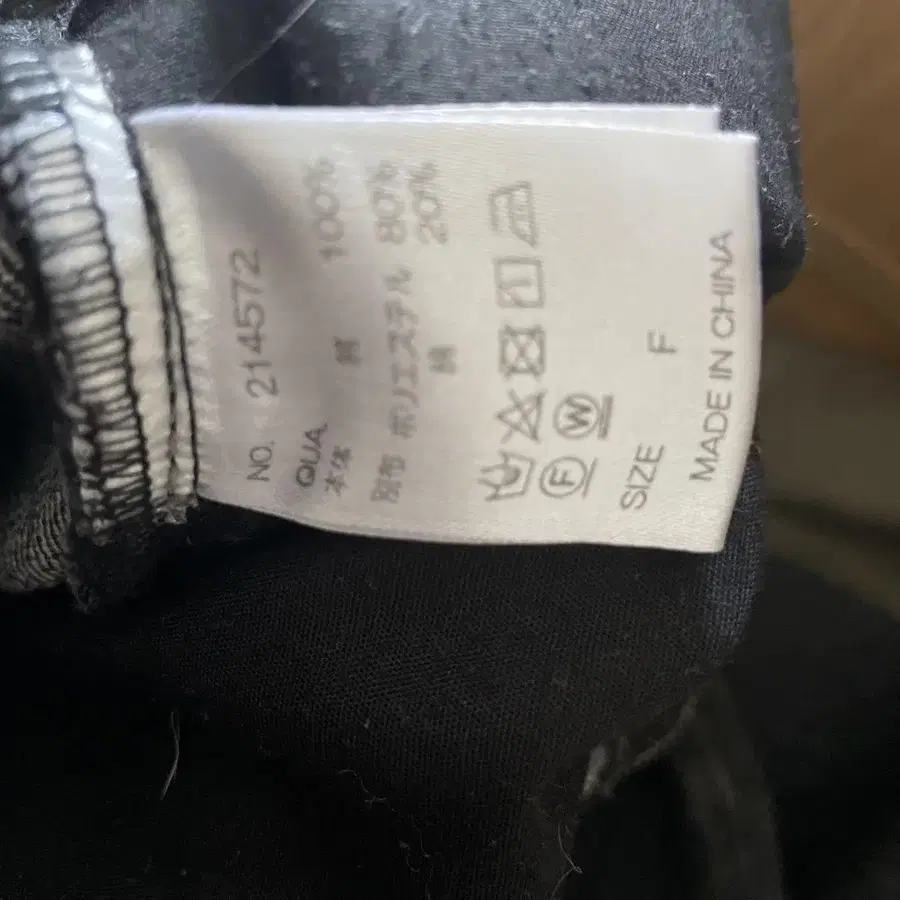 NO. 214572
QUA.
本体 綿 100%
別布 ポリエステル 80%
綿 20%
F W
SIZE F
MADE IN CHINA